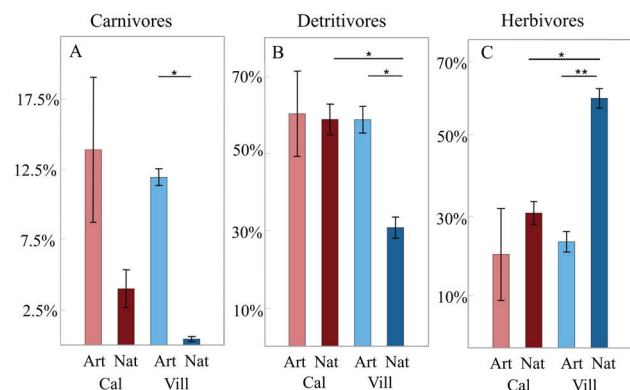 Carnivores Detritivores Herbivores
A B C
* * * * **
17.5%
12.5%
7.5%
2.5%
70%
50%
30%
10%
70%
50%
30%
10%
Art Nat Art Nat Art Nat Art Nat Art Nat Art Nat
Cal Vill Cal Vill Cal Vill